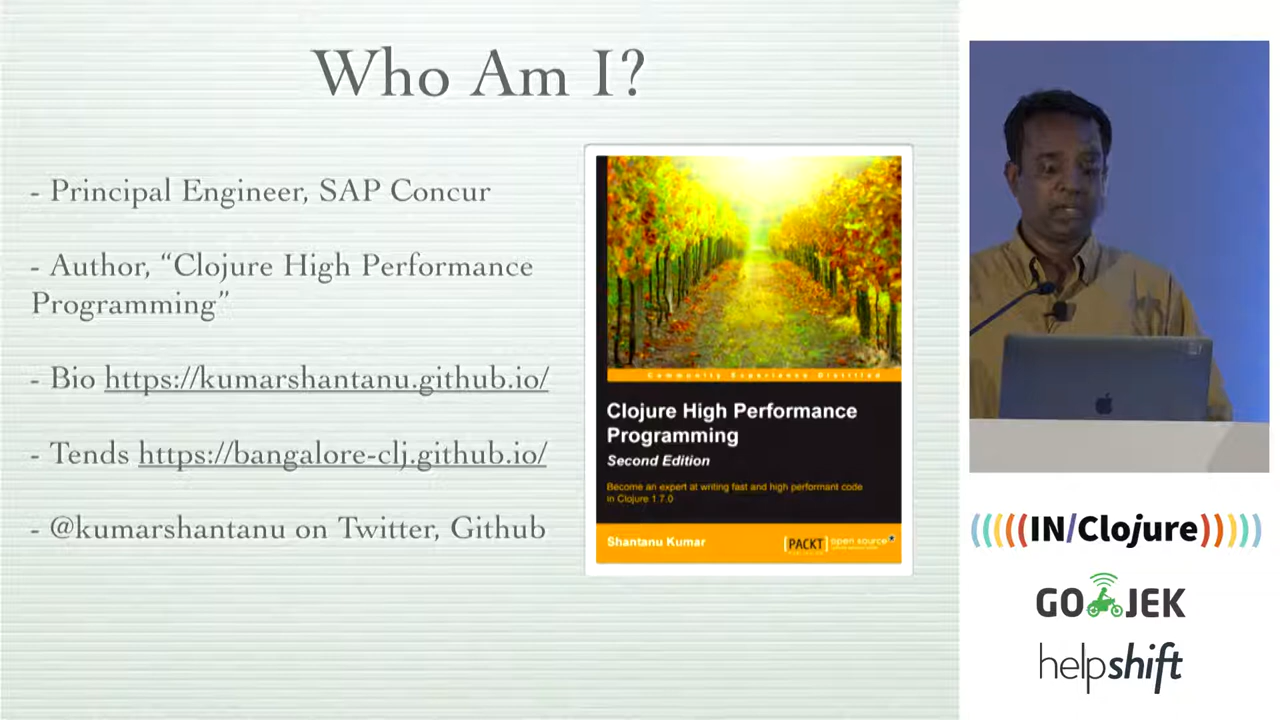 Who Am I?
- Principal Engineer, SAP Concur
- Author, “Clojure High Performance
Programming”
- Bio https://kumarshantanu.github.io/
- Tends https://bangalore-clj.github.io/
- @kumarshantanu on Twitter, Github
Community Experience Distilled
Clojure High Performance
Programming
Second Edition
Become an expert at writing fast and high performant code
in Clojure 1.7.0
Shantanu Kumar
[PACKT] open source*
(((((IN/Clojure)))))
GOJEK
helpshift